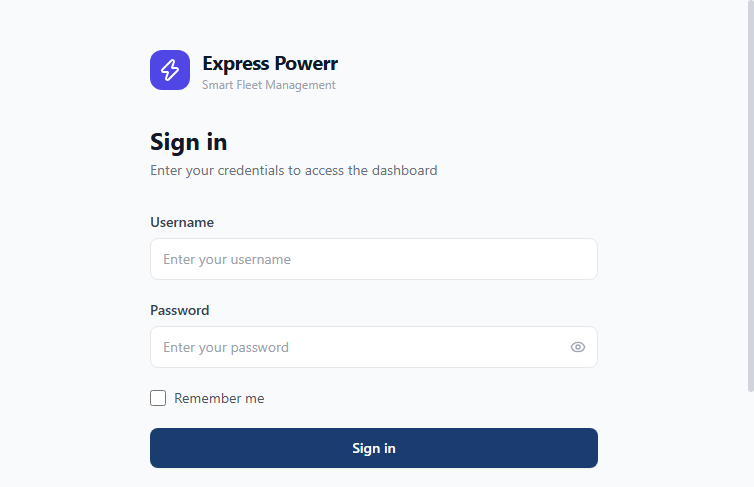 Express Powerr
Smart Fleet Management
Sign in
Enter your credentials to access the dashboard
Username
Enter your username
Password
Enter your password
Remember me
Sign in